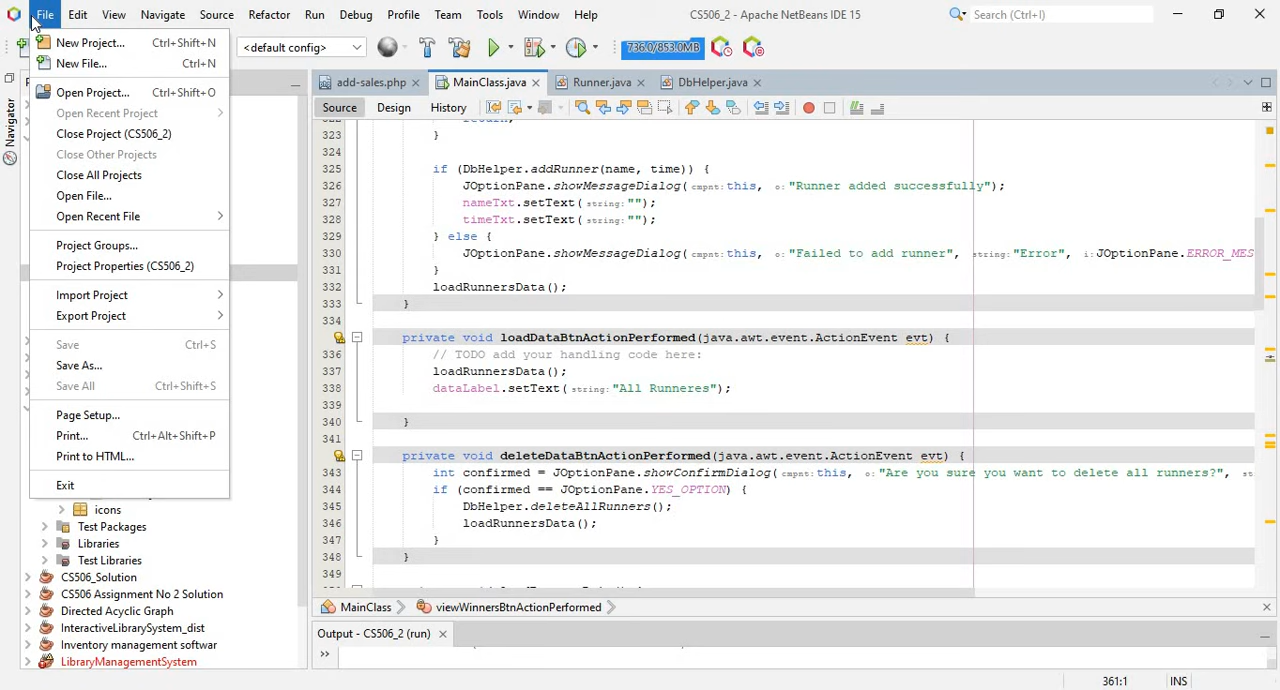 File Edit View Navigate Source Refactor Run Debug Profile Team Tools Window Help CS506_2 - Apache NetBeans IDE 15 Search (Ctrl+I)
<default config> 736.0/853.0MB
New Project... Ctrl+Shift+N
New File... Ctrl+N
Open Project... Ctrl+Shift+O
Open Recent Project
Close Project (CS506_2)
Close Other Projects
Close All Projects
Open File...
Open Recent File
Project Groups...
Project Properties (CS506_2)
Import Project
Export Project
Save Ctrl+S
Save As...
Save All Ctrl+Shift+S
Page Setup...
Print... Ctrl+Alt+Shift+P
Print to HTML...
Exit
icons
Test Packages
Libraries
Test Libraries
CS506_Solution
CS506 Assignment No 2 Solution
Directed Acyclic Graph
InteractiveLibrarySystem_dist
Inventory management softwar
LibraryManagementSystem
Navigator
add-sales.php MainClass.java Runner.java DbHelper.java
Source Design History
323 }
324
325 if (DbHelper.addRunner(name, time)) {
326 JOptionPane.showMessageDialog(cmpnt:this, o:"Runner added successfully");
327 nameTxt.setText(string:"");
328 timeTxt.setText(string:"");
329 } else {
330 JOptionPane.showMessageDialog(cmpnt:this, o:"Failed to add runner", string:"Error", i:JOptionPane.ERROR_MES
331 }
332 loadRunnersData();
333 }
334
private void loadDataBtnActionPerformed(java.awt.event.ActionEvent evt) {
336 // TODO add your handling code here:
337 loadRunnersData();
338 dataLabel.setText(string:"All Runneres");
339
340 }
341
private void deleteDataBtnActionPerformed(java.awt.event.ActionEvent evt) {
343 int confirmed = JOptionPane.showConfirmDialog(cmpnt:this, o:"Are you sure you want to delete all runners?",
344 if (confirmed == JOptionPane.YES_OPTION) {
345 DbHelper.deleteAllRunners();
346 loadRunnersData();
347 }
348 }
349
MainClass viewWinnersBtnActionPerformed
Output - CS506_2 (run)
361:1 INS